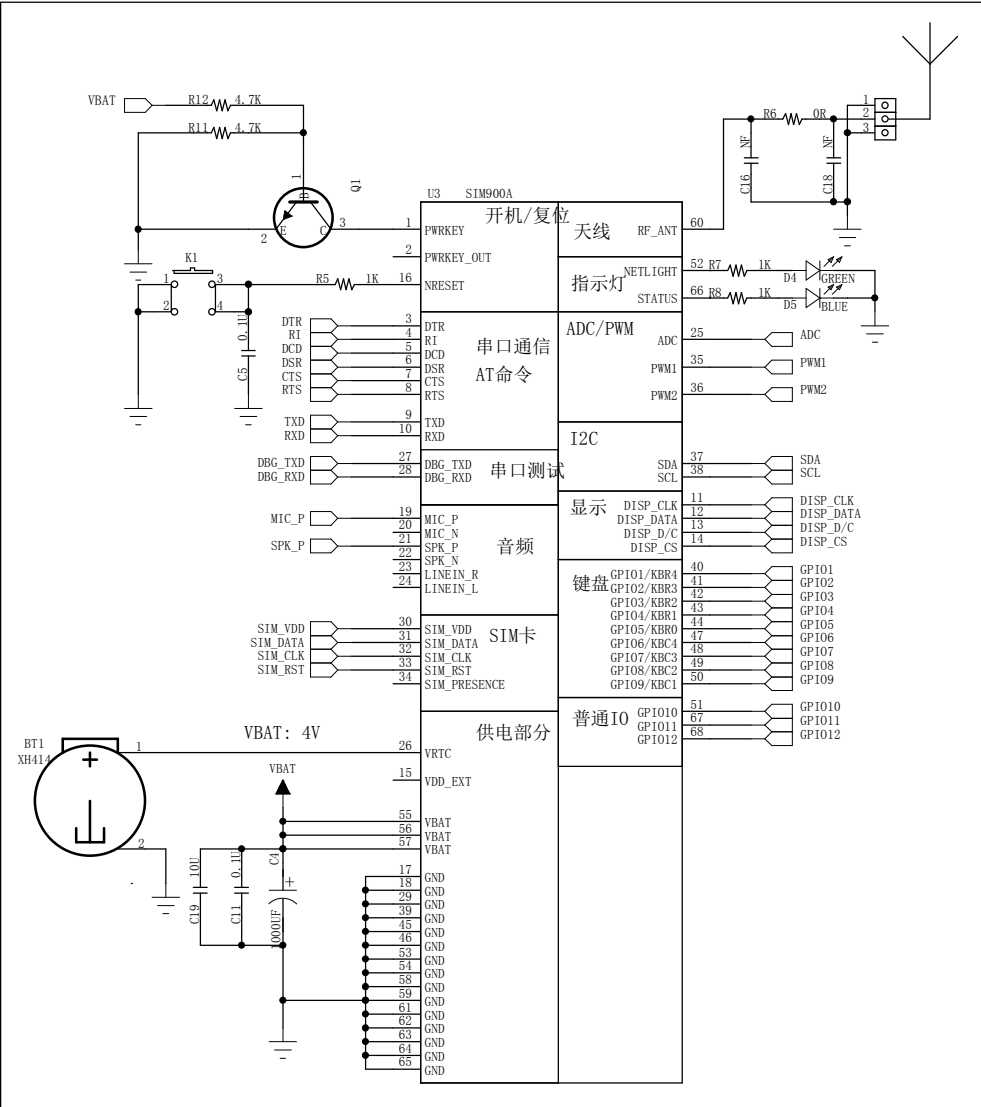 VBAT
R12 4.7K
R11 4.7K
1
B
Q1
E
C
2
3
K1
1
3
2
4
R5 1K
0.1U
C5
U3 SIM900A
开机/复位
1 PWRKEY
2 PWRKEY_OUT
16 NRESET
串口通信
AT命令
DTR 3 DTR
RI 4 RI
DCD 5 DCD
DSR 6 DSR
CTS 7 CTS
RTS 8 RTS
TXD 9 TXD
RXD 10 RXD
串口测试
DBG_TXD 27 DBG_TXD
DBG_RXD 28 DBG_RXD
音频
MIC_P 19 MIC_P
20 MIC_N
SPK_P 21 SPK_P
22 SPK_N
23 LINEIN_R
24 LINEIN_L
SIM卡
SIM_VDD 30 SIM_VDD
SIM_DATA 31 SIM_DATA
SIM_CLK 32 SIM_CLK
SIM_RST 33 SIM_RST
34 SIM_PRESENCE
供电部分
VBAT: 4V
BT1
XH414
+
1
2
26 VRTC
15 VDD_EXT
VBAT
55 VBAT
56 VBAT
57 VBAT
10U
C19
0.1U
C11
C4
+
1000UF
17 GND
18 GND
29 GND
39 GND
45 GND
46 GND
53 GND
54 GND
58 GND
59 GND
61 GND
62 GND
63 GND
64 GND
65 GND
天线
RF_ANT 60
R6 0R
NF
C16
NF
C18
1
2
3
指示灯
NETLIGHT 52 R7 1K D4 GREEN
STATUS 66 R8 1K D5 BLUE
ADC/PWM
ADC 25 ADC
PWM1 35 PWM1
PWM2 36 PWM2
I2C
SDA 37 SDA
SCL 38 SCL
显示
DISP_CLK 11 DISP_CLK
DISP_DATA 12 DISP_DATA
DISP_D/C 13 DISP_D/C
DISP_CS 14 DISP_CS
键盘
GPIO1/KBR4 40 GPIO1
GPIO2/KBR3 41 GPIO2
GPIO3/KBR2 42 GPIO3
GPIO4/KBR1 43 GPIO4
GPIO5/KBR0 44 GPIO5
GPIO6/KBC4 47 GPIO6
GPIO7/KBC3 48 GPIO7
GPIO8/KBC2 49 GPIO8
GPIO9/KBC1 50 GPIO9
普通IO
GPIO10 51 GPIO10
GPIO11 67 GPIO11
GPIO12 68 GPIO12